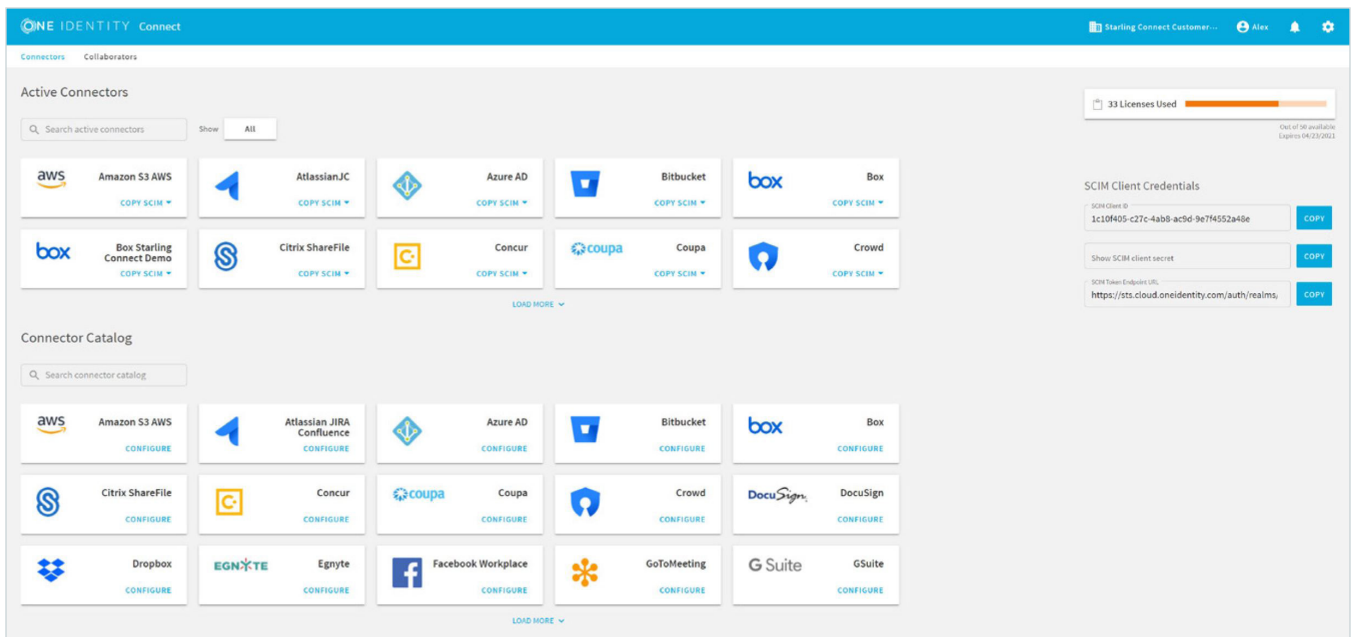 ONE IDENTITY Connect
Starling Connect Customer...
Alex
Connectors Collaborators
Active Connectors
33 Licenses Used
Out of 50 available
Expires 04/23/2021
Search active connectors
Show All
aws Amazon S3 AWS
COPY SCIM
AtlassianJC
COPY SCIM
Azure AD
COPY SCIM
Bitbucket
COPY SCIM
box Box
COPY SCIM
box Box Starling
Connect Demo
COPY SCIM
Citrix ShareFile
COPY SCIM
Concur
COPY SCIM
coupa Coupa
COPY SCIM
Crowd
COPY SCIM
LOAD MORE
SCIM Client Credentials
SCIM Client ID
1c10f405-c27c-4ab8-ac9d-9e7f4552a48e
COPY
Show SCIM client secret
COPY
SCIM Token Endpoint URL
https://sts.cloud.oneidentity.com/auth/realms/
COPY
Connector Catalog
Search connector catalog
aws Amazon S3 AWS
CONFIGURE
Atlassian JIRA
Confluence
CONFIGURE
Azure AD
CONFIGURE
Bitbucket
CONFIGURE
box Box
CONFIGURE
Citrix ShareFile
CONFIGURE
C Concur
CONFIGURE
coupa Coupa
CONFIGURE
Crowd
CONFIGURE
DocuSign DocuSign
CONFIGURE
Dropbox
CONFIGURE
EGNYTE Egnyte
CONFIGURE
f Facebook Workplace
CONFIGURE
GoToMeeting
CONFIGURE
G Suite GSuite
CONFIGURE
LOAD MORE